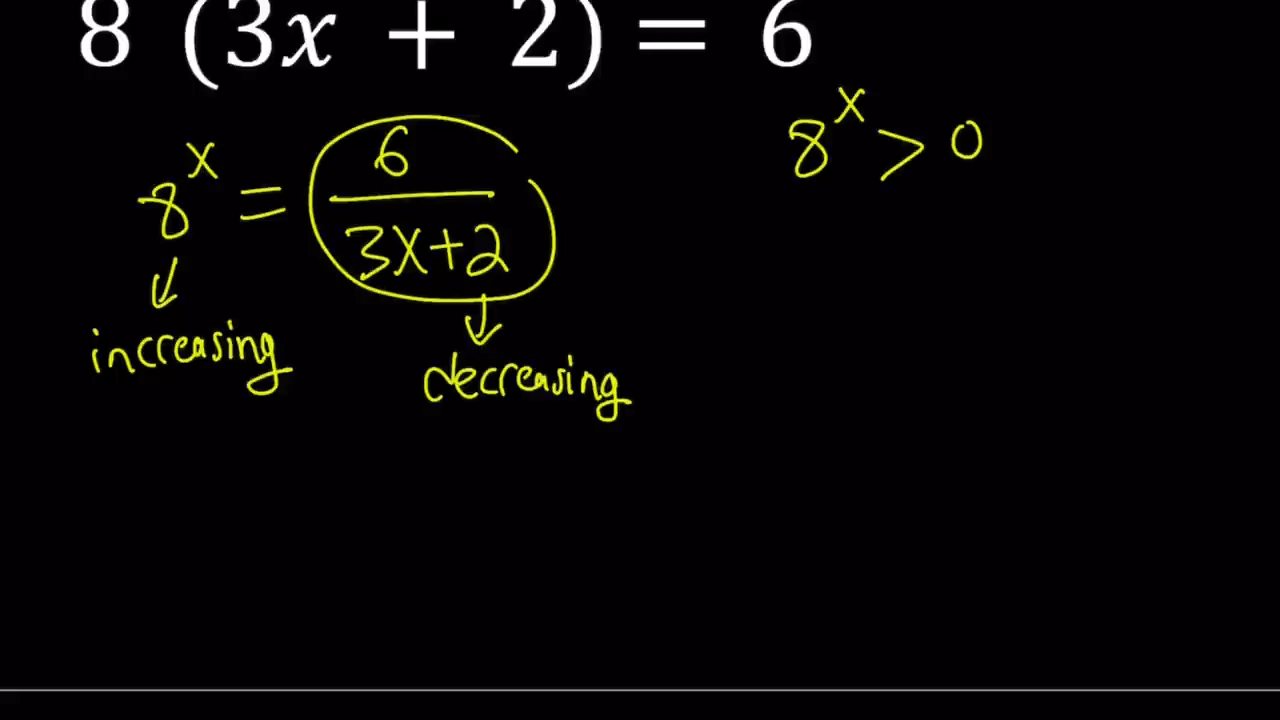 8 (3x + 2) = 6
8^x = 6/(3x+2)
8^x > 0
increasing
decreasing